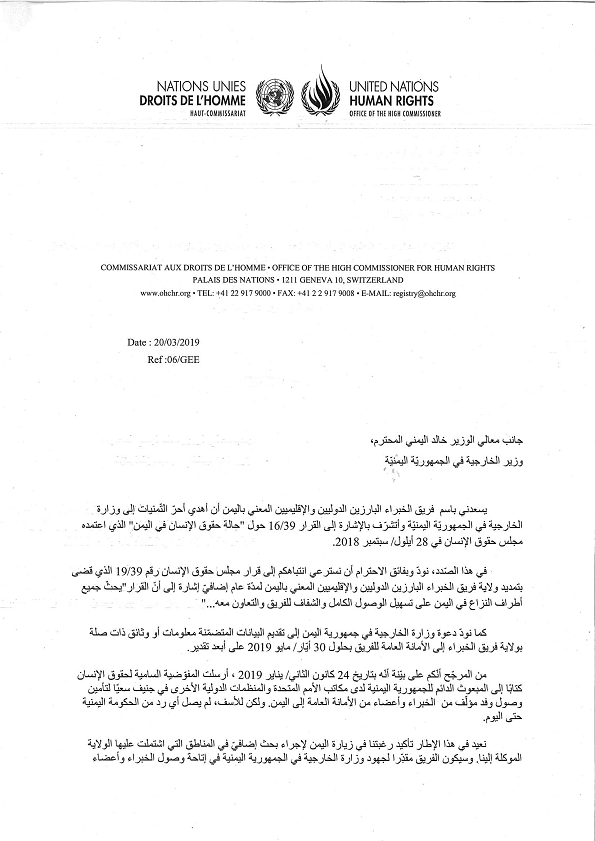 NATIONS UNIES
DROITS DE L'HOMME
HAUT-COMMISSARIAT
UNITED NATIONS
HUMAN RIGHTS
OFFICE OF THE HIGH COMMISSIONER
COMMISSARIAT AUX DROITS DE L'HOMME • OFFICE OF THE HIGH COMMISSIONER FOR HUMAN RIGHTS
PALAIS DES NATIONS • 1211 GENEVA 10, SWITZERLAND
www.ohchr.org • TEL: +41 22 917 9000 • FAX: +41 2 2 917 9008 • E-MAIL: registry@ohchr.org
Date : 20/03/2019
Ref :06/GEE
جانب معالي الوزير خالد اليمني المحترم،
وزير الخارجية في الجمهوريّة اليمنيّة
يسعدني باسم فريق الخبراء البارزين الدوليين والإقليميين المعني باليمن أن أهدي أحرّ التّمنيات إلى وزارة
الخارجية في الجمهوريّة اليمنيّة وأتشرّف بالإشارة إلى القرار 16/39 حول "حالة حقوق الإنسان في اليمن" الذي اعتمده
مجلس حقوق الإنسان في 28 أيلول/ سبتمبر 2018.
في هذا الصّدد، نودّ وبفائق الاحترام أن نسترعي انتباهكم إلى قرار مجلس حقوق الإنسان رقم 19/39 الذي قضى
بتمديد ولاية فريق الخبراء البارزين الدوليين والإقليميين المعني باليمن لمدّة عام إضافيّ إشارة إلى أنّ القرار"يحثّ جميع
أطراف النزاع في اليمن على تسهيل الوصول الكامل والشفاف للفريق والتعاون معه..."
كما نودّ دعوة وزارة الخارجية في جمهورية اليمن إلى تقديم البيانات المتضمّنة معلومات أو وثائق ذات صلة
بولاية فريق الخبراء إلى الأمانة العامة للفريق بحلول 30 أيّار/ مايو 2019 على أبعد تقدير.
من المرجّح أنّكم على بيّنة أنّه بتاريخ 24 كانون الثاني/ يناير 2019 ، أرسلت المفوّضية السامية لحقوق الإنسان
كتابًا إلى المبعوث الدائم للجمهورية اليمنية لدى مكاتب الأمم المتحدة والمنظمات الدولية الأخرى في جنيف سعيًا لتأمين
وصول وفد مؤلّف من الخبراء وأعضاء من الأمانة العامة إلى اليمن. ولكن للأسف، لم يصل أي رد من الحكومة اليمنية
حتى اليوم.
نعيد في هذا الإطار تأكيد رغبتنا في زيارة اليمن لإجراء بحث إضافيّ في المناطق التي اشتملت عليها الولاية
الموكلة إلينا. وسيكون الفريق مقدّرا لجهود وزارة الخارجية في الجمهورية اليمنية في إتاحة وصول الخبراء وأعضاء